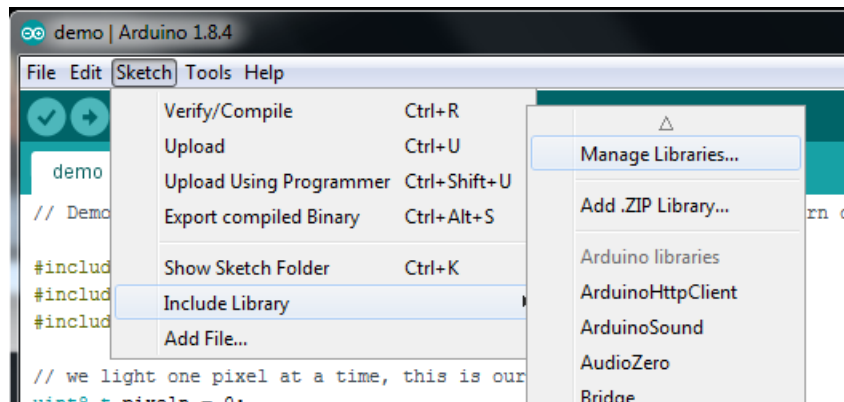 demo | Arduino 1.8.4
File Edit Sketch Tools Help
Verify/Compile Ctrl+R
Upload Ctrl+U
Upload Using Programmer Ctrl+Shift+U
Export compiled Binary Ctrl+Alt+S
Show Sketch Folder Ctrl+K
Include Library
Add File...
Manage Libraries...
Add .ZIP Library...
Arduino libraries
ArduinoHttpClient
ArduinoSound
AudioZero
Bridge
demo
// Demo
#includ
#includ
#includ
// we light one pixel at a time, this is our
uint8_t pixeln = 0;